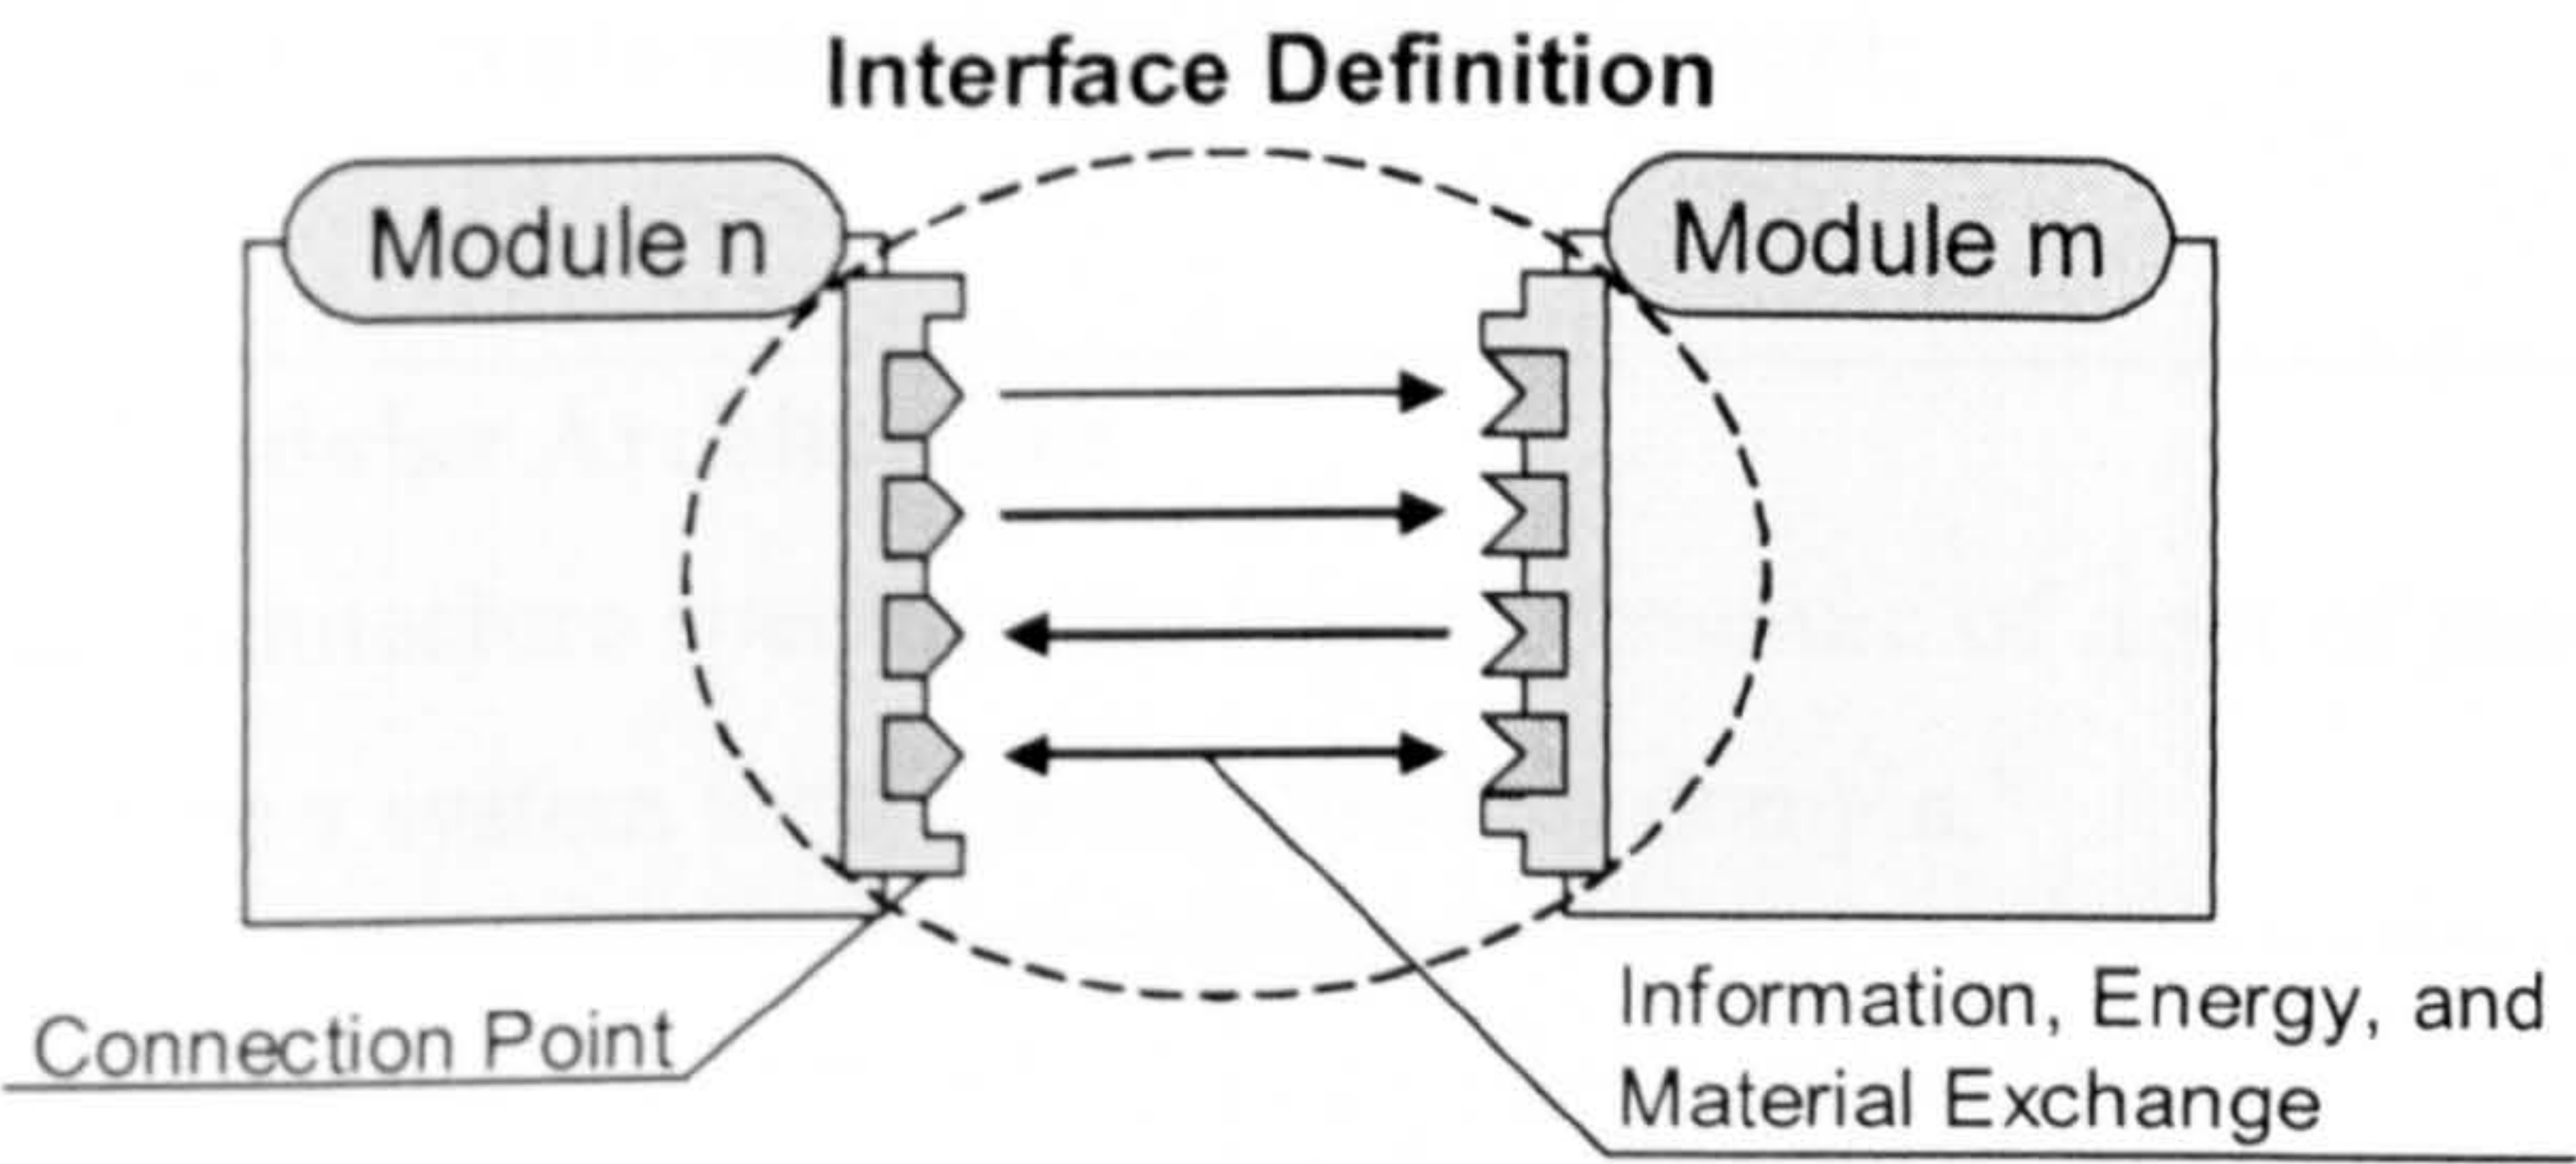 Interface Definition
Module n
Module m
Connection Point
Information, Energy, and
Material Exchange